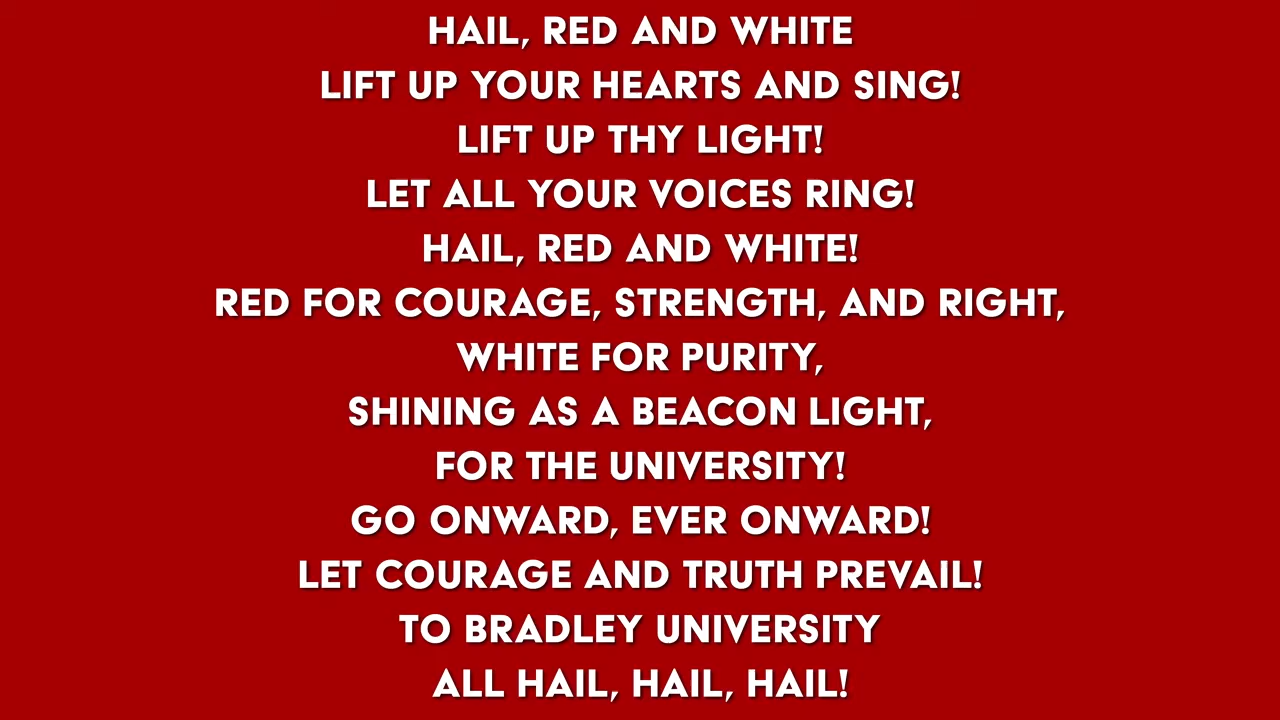 HAIL, RED AND WHITE
LIFT UP YOUR HEARTS AND SING!
LIFT UP THY LIGHT!
LET ALL YOUR VOICES RING!
HAIL, RED AND WHITE!
RED FOR COURAGE, STRENGTH, AND RIGHT,
WHITE FOR PURITY,
SHINING AS A BEACON LIGHT,
FOR THE UNIVERSITY!
GO ONWARD, EVER ONWARD!
LET COURAGE AND TRUTH PREVAIL!
TO BRADLEY UNIVERSITY
ALL HAIL, HAIL, HAIL!